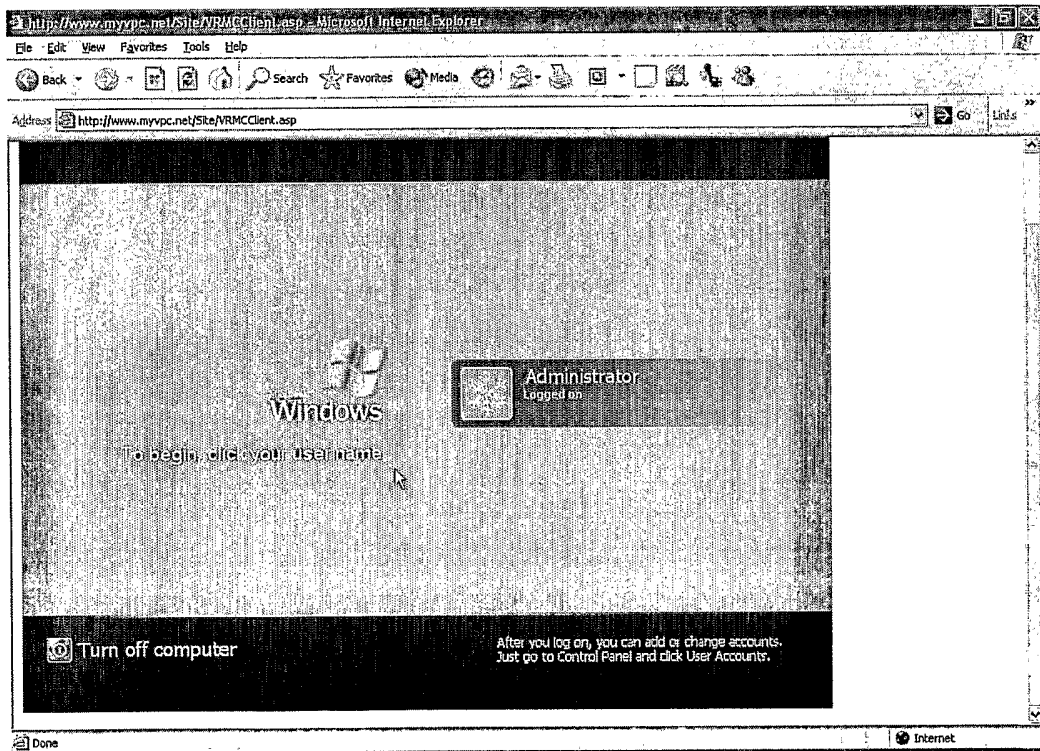 http://www.myvpc.net/Site/VRMCClient.asp - Microsoft Internet Explorer
File Edit View Favorites Tools Help
Back Search Favorites Media
Address http://www.myvpc.net/Site/VRMCClient.asp Go Links »
Administrator
Logged on
Windows
To begin, click your user name
Turn off computer
After you log on, you can add or change accounts.
Just go to Control Panel and click User Accounts.
Done Internet